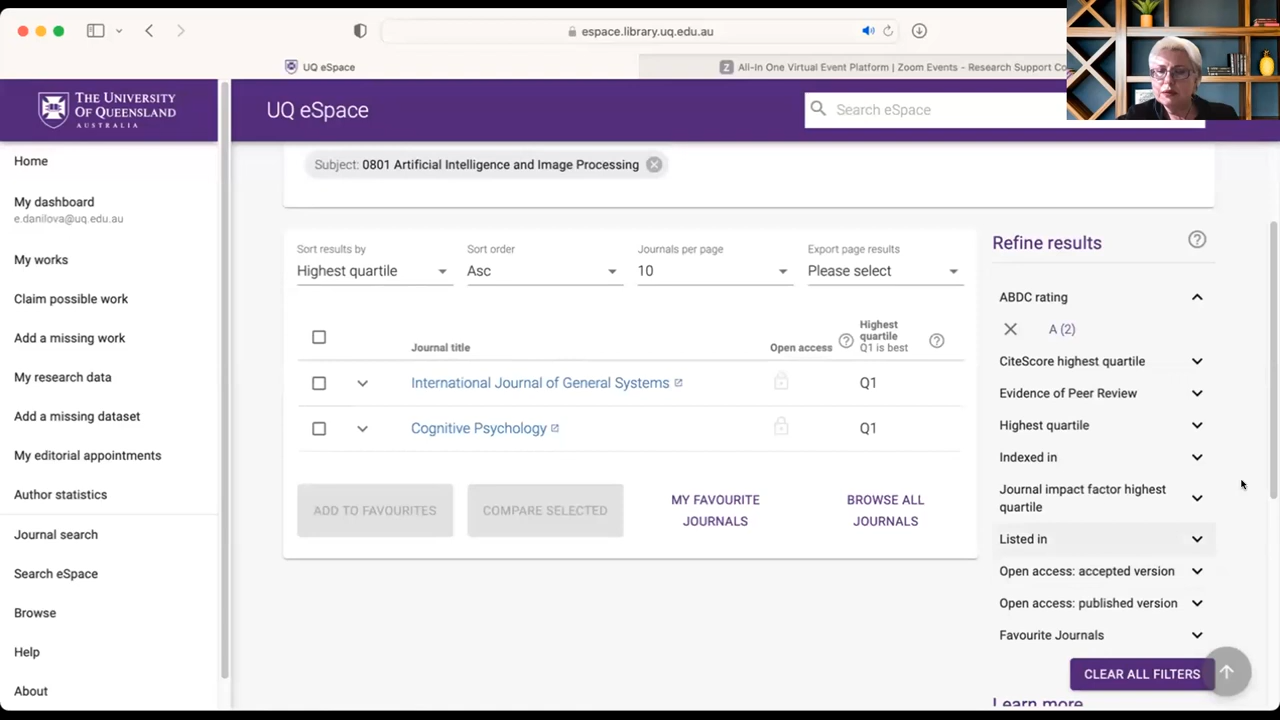 espace.library.uq.edu.au
UQ eSpace
All-In One Virtual Event Platform | Zoom Events - Research Support Co
THE UNIVERSITY
OF QUEENSLAND
AUSTRALIA
UQ eSpace
Search eSpace
Home
My dashboard
e.danilova@uq.edu.au
My works
Claim possible work
Add a missing work
My research data
Add a missing dataset
My editorial appointments
Author statistics
Journal search
Search eSpace
Browse
Help
About
Subject: 0801 Artificial Intelligence and Image Processing
Sort results by
Highest quartile
Sort order
Asc
Journals per page
10
Export page results
Please select
Journal title
Open access
Highest
quartile
Q1 is best
International Journal of General Systems
Q1
Cognitive Psychology
Q1
ADD TO FAVOURITES
COMPARE SELECTED
MY FAVOURITE
JOURNALS
BROWSE ALL
JOURNALS
Refine results
ABDC rating
A (2)
CiteScore highest quartile
Evidence of Peer Review
Highest quartile
Indexed in
Journal impact factor highest
quartile
Listed in
Open access: accepted version
Open access: published version
Favourite Journals
CLEAR ALL FILTERS
Learn more